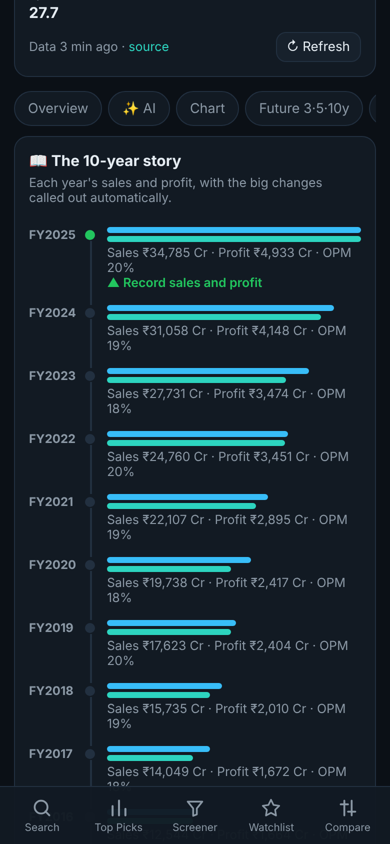 27.7
Data 3 min ago · source
↻ Refresh
Overview
✨ AI
Chart
Future 3·5·10y
📖 The 10-year story
Each year's sales and profit, with the big changes
called out automatically.
FY2025
Sales ₹34,785 Cr · Profit ₹4,933 Cr · OPM
20%
▲ Record sales and profit
FY2024
Sales ₹31,058 Cr · Profit ₹4,148 Cr · OPM
19%
FY2023
Sales ₹27,731 Cr · Profit ₹3,474 Cr · OPM
18%
FY2022
Sales ₹24,760 Cr · Profit ₹3,451 Cr · OPM
20%
FY2021
Sales ₹22,107 Cr · Profit ₹2,895 Cr · OPM
19%
FY2020
Sales ₹19,738 Cr · Profit ₹2,417 Cr · OPM
18%
FY2019
Sales ₹17,623 Cr · Profit ₹2,404 Cr · OPM
20%
FY2018
Sales ₹15,735 Cr · Profit ₹2,010 Cr · OPM
19%
FY2017
Sales ₹14,049 Cr · Profit ₹1,672 Cr · OPM
18%
Search
Top Picks
Screener
Watchlist
Compare